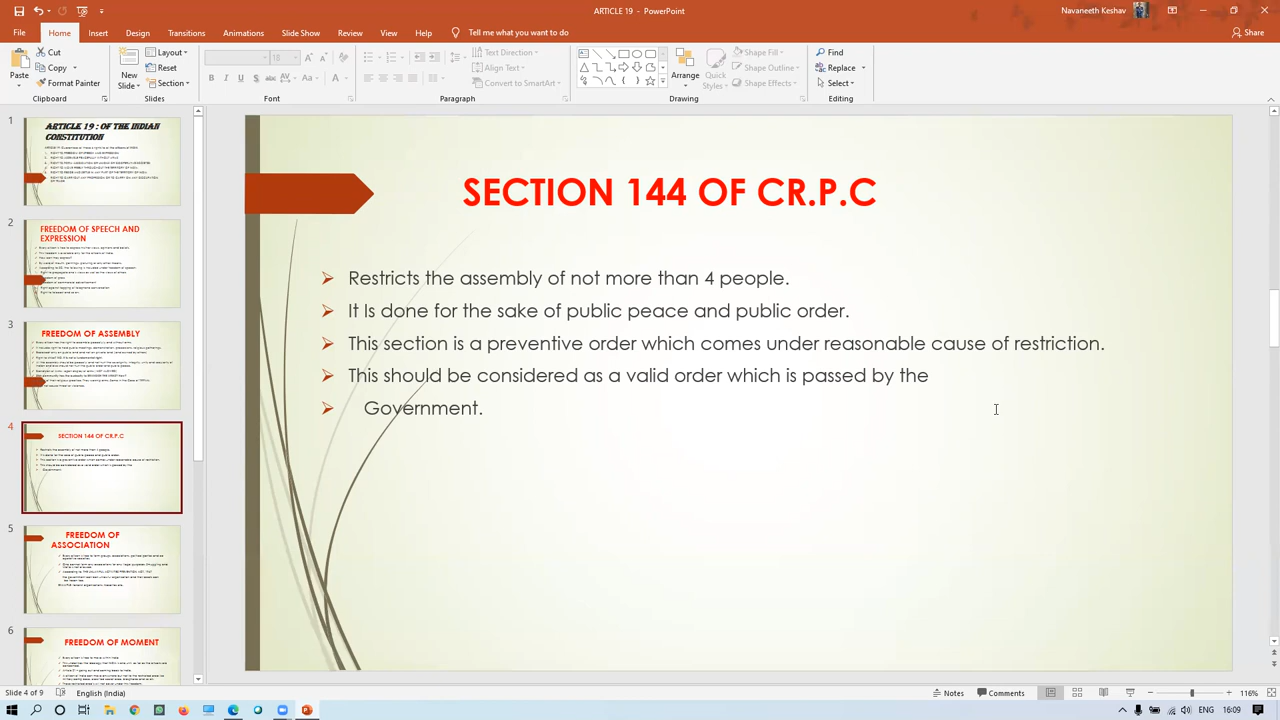 ARTICLE 19 - PowerPoint
Navaneeth Keshav
File Home Insert Design Transitions Animations Slide Show Review View Help Tell me what you want to do Share
Paste Cut Copy Format Painter Clipboard
New Slide Layout Reset Section Slides
18 Font
Text Direction Align Text Convert to SmartArt Paragraph
Arrange Quick Styles Shape Fill Shape Outline Shape Effects Drawing
Find Replace Select Editing
1
ARTICLE 19 : OF THE INDIAN
CONSTITUTION
2
FREEDOM OF SPEECH AND
EXPRESSION
3
FREEDOM OF ASSEMBLY
4
SECTION 144 OF CR.P.C
5
FREEDOM OF
ASSOCIATION
6
FREEDOM OF MOMENT
SECTION 144 OF CR.P.C
Restricts the assembly of not more than 4 people.
It Is done for the sake of public peace and public order.
This section is a preventive order which comes under reasonable cause of restriction.
This should be considered as a valid order which is passed by the
Government.
Slide 4 of 9 English (India) Notes Comments 116%
ENG 16:09